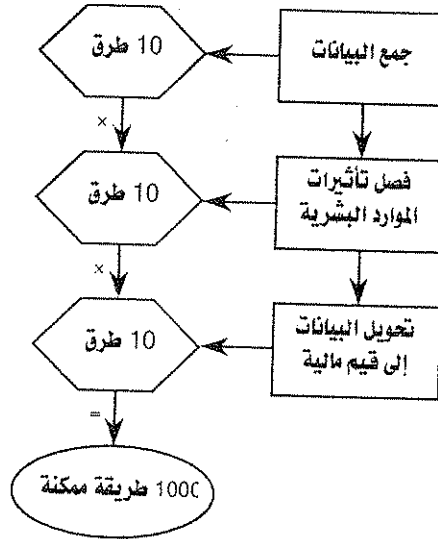 جمع البيانات
10 طرق
×
فصل تأثيرات
الموارد البشرية
10 طرق
×
تحويل البيانات
إلى قيم مالية
10 طرق
=
1000 طريقة ممكنة